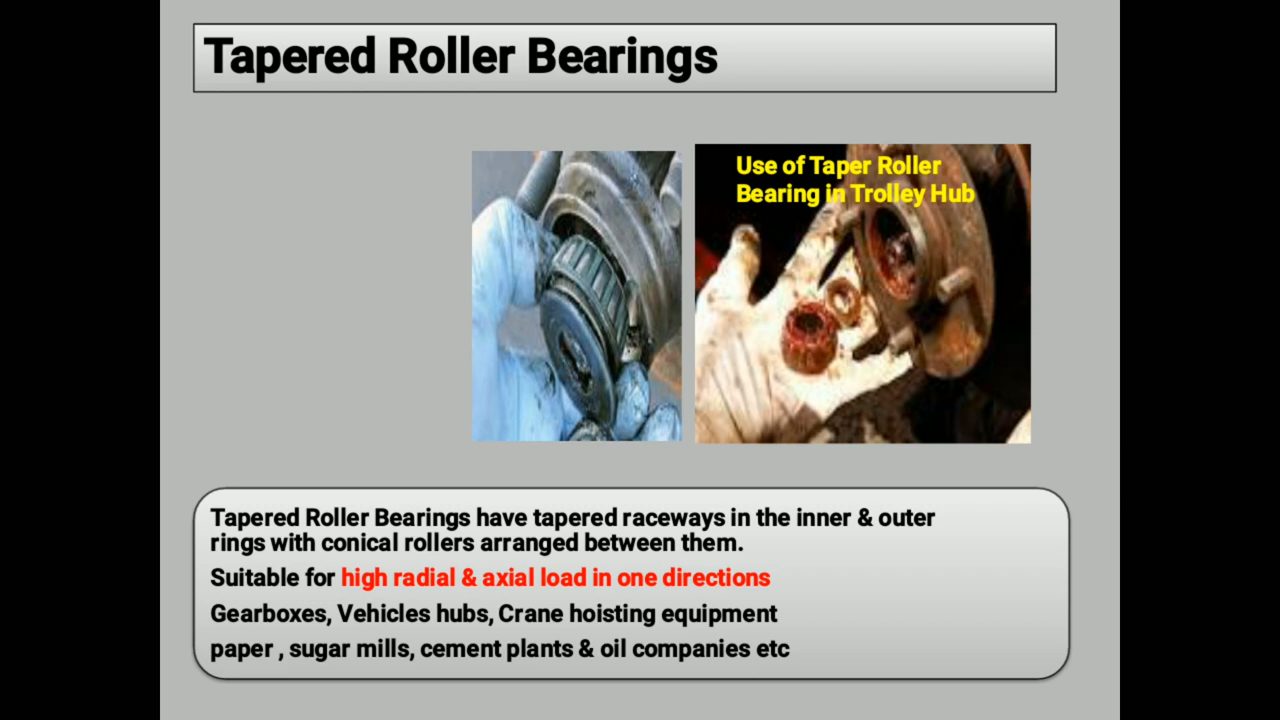 Tapered Roller Bearings
Use of Taper Roller
Bearing in Trolley Hub
Tapered Roller Bearings have tapered raceways in the inner & outer
rings with conical rollers arranged between them.
Suitable for high radial & axial load in one directions
Gearboxes, Vehicles hubs, Crane hoisting equipment
paper , sugar mills, cement plants & oil companies etc